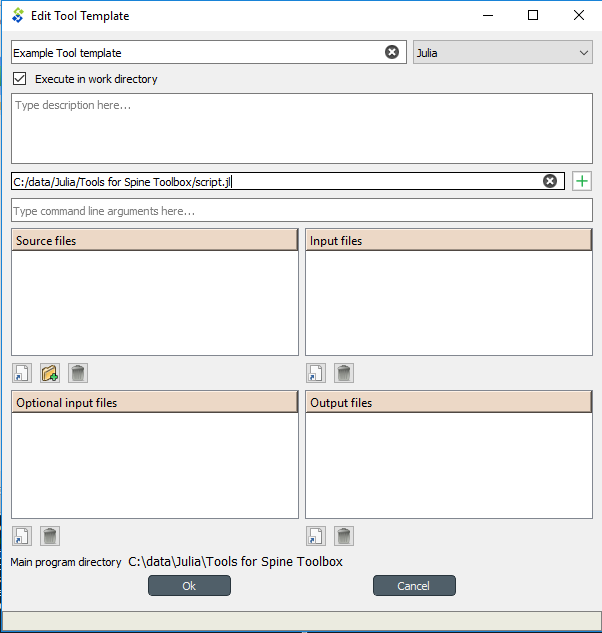 Edit Tool Template
Example Tool template
Julia
Execute in work directory
Type description here...
C:/data/Julia/Tools for Spine Toolbox/script.jl
Type command line arguments here...
Source files
Input files
Optional input files
Output files
Main program directory C:\data\Julia\Tools for Spine Toolbox
Ok
Cancel